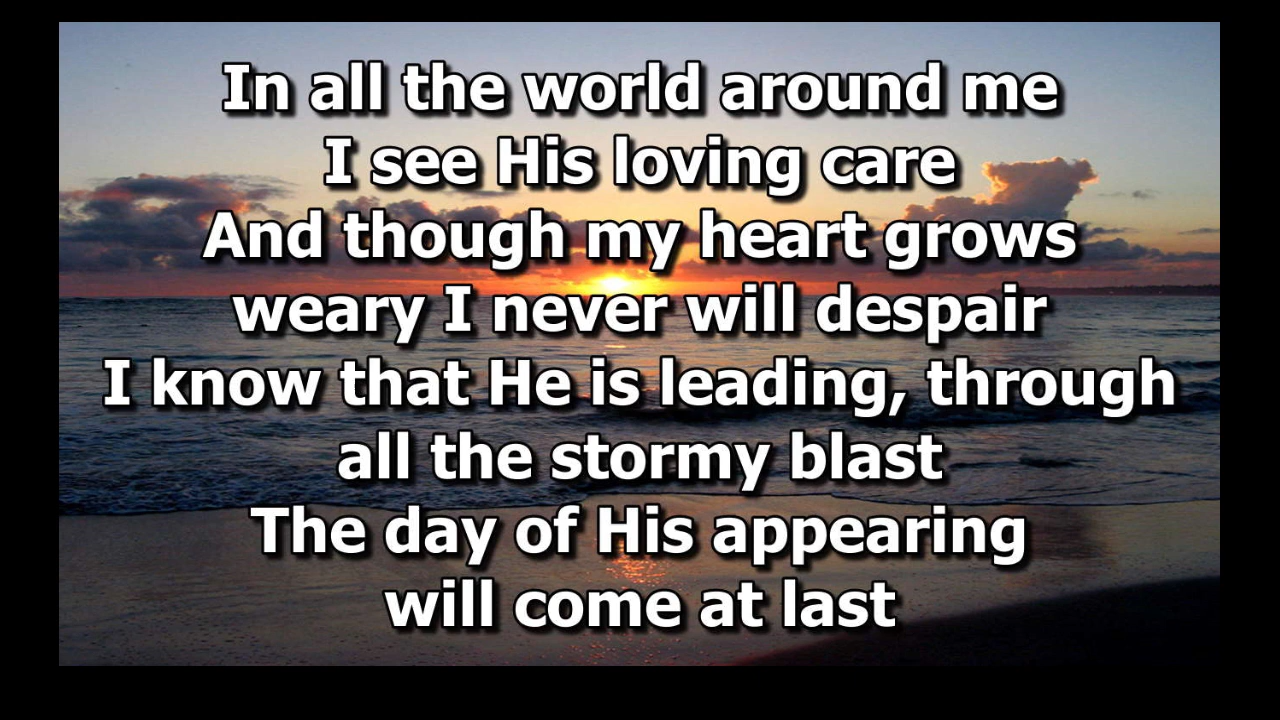 In all the world around me
I see His loving care
And though my heart grows
weary I never will despair
I know that He is leading, through
all the stormy blast
The day of His appearing
will come at last